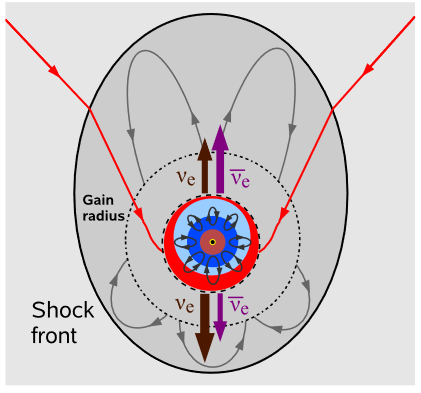 νe ν̅e
Gain
radius
νe ν̅e
Shock
front